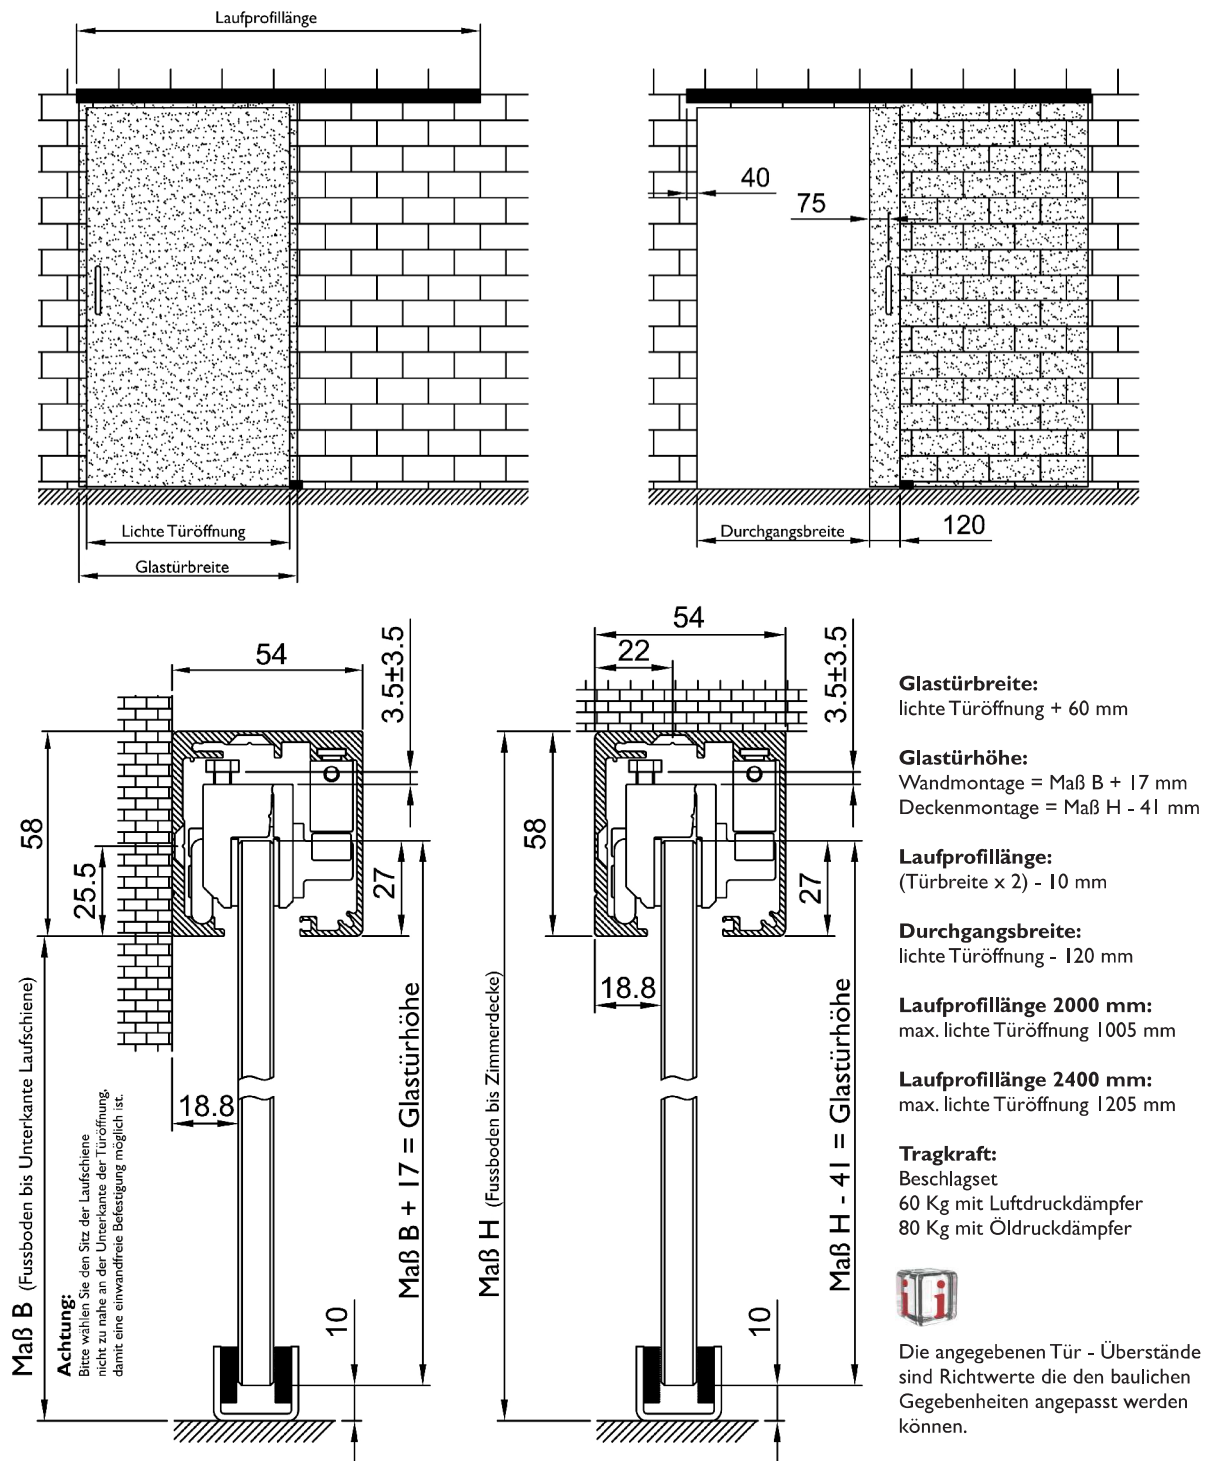 Laufprofillänge
40
75
Lichte Türöffnung
Glastürbreite
Durchgangsbreite
120
54
3.5±3.5
58
25.5
27
18.8
Maß B (Fussboden bis Unterkante Laufschiene)
Achtung:
Bitte wählen Sie den Sitz der Laufschiene
nicht zu nahe an der Unterkante der Türöffnung,
damit eine einwandfreie Befestigung möglich ist.
Maß B + 17 = Glastürhöhe
10
54
22
3.5±3.5
58
27
18.8
Maß H (Fussboden bis Zimmerdecke)
Maß H - 41 = Glastürhöhe
10
Glastürbreite:
lichte Türöffnung + 60 mm
Glastürhöhe:
Wandmontage = Maß B + 17 mm
Deckenmontage = Maß H - 41 mm
Laufprofillänge:
(Türbreite x 2) - 10 mm
Durchgangsbreite:
lichte Türöffnung - 120 mm
Laufprofillänge 2000 mm:
max. lichte Türöffnung 1005 mm
Laufprofillänge 2400 mm:
max. lichte Türöffnung 1205 mm
Tragkraft:
Beschlagset
60 Kg mit Luftdruckdämpfer
80 Kg mit Öldruckdämpfer
i i
Die angegebenen Tür - Überstände
sind Richtwerte die den baulichen
Gegebenheiten angepasst werden
können.